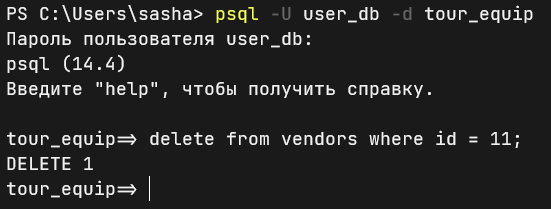 PS C:\Users\sasha> psql -U user_db -d tour_equip
Пароль пользователя user_db:
psql (14.4)
Введите "help", чтобы получить справку.
tour_equip=> delete from vendors where id = 11;
DELETE 1
tour_equip=>